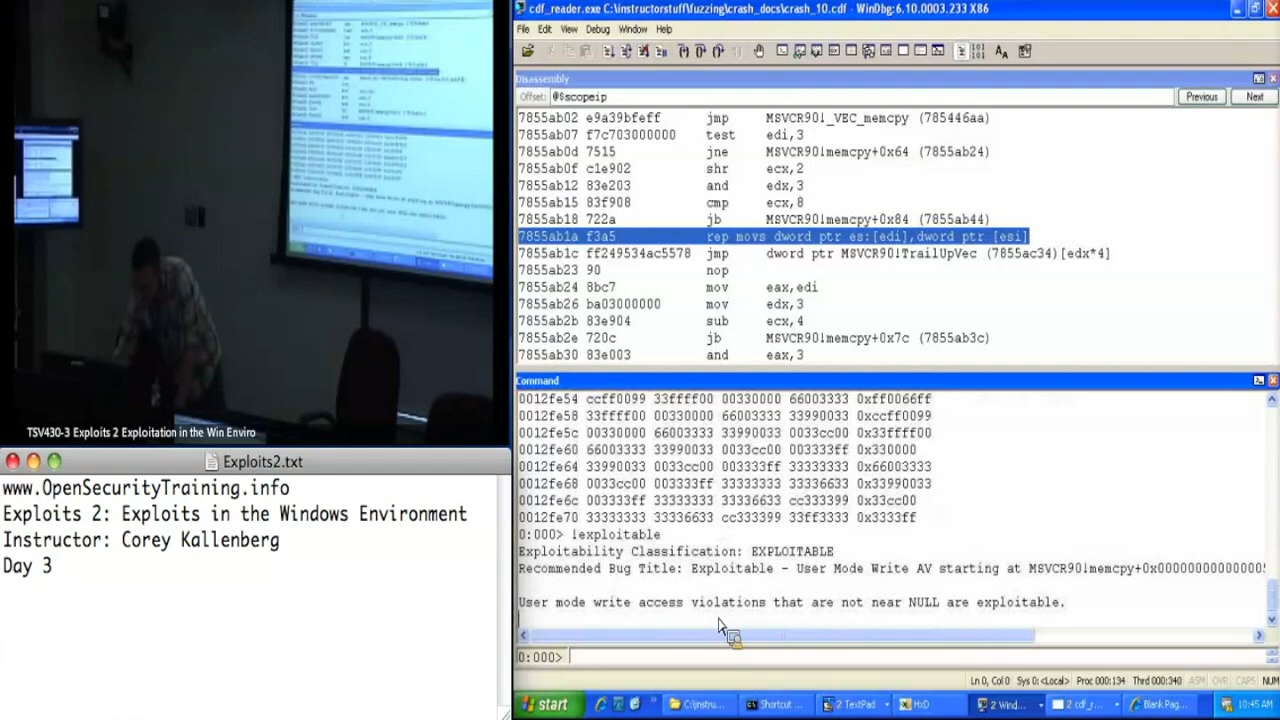 TSV430-3 Exploits 2 Exploitation in the Win Enviro
Exploits2.txt
www.OpenSecurityTraining.info
Exploits 2: Exploits in the Windows Environment
Instructor: Corey Kallenberg
Day 3
cdf_reader.exe C:\instructorstuff\fuzzing\crash_docs\crash_10.cdf - WinDbg:6.10.0003.233 X86
File Edit View Debug Window Help
Disassembly
Offset: @$scopeip Previous Next
7855ab02 e9a39bfeff jmp MSVCR90!_VEC_memcpy (785446aa)
7855ab07 f7c703000000 test edi,3
7855ab0d 7515 jne MSVCR90!memcpy+0x64 (7855ab24)
7855ab0f c1e902 shr ecx,2
7855ab12 83e203 and edx,3
7855ab15 83f908 cmp ecx,8
7855ab18 722a jb MSVCR90!memcpy+0x84 (7855ab44)
7855ab1a f3a5 rep movs dword ptr es:[edi],dword ptr [esi]
7855ab1c ff249534ac5578 jmp dword ptr MSVCR90!TrailUpVec (7855ac34)[edx*4]
7855ab23 90 nop
7855ab24 8bc7 mov eax,edi
7855ab26 ba03000000 mov edx,3
7855ab2b 83e904 sub ecx,4
7855ab2e 720c jb MSVCR90!memcpy+0x7c (7855ab3c)
7855ab30 83e003 and eax,3
Command
0012fe54 ccff0099 33ffff00 00330000 66003333 0xff0066ff
0012fe58 33ffff00 00330000 66003333 33990033 0xccff0099
0012fe5c 00330000 66003333 33990033 0033cc00 0x33ffff00
0012fe60 66003333 33990033 0033cc00 003333ff 0x330000
0012fe64 33990033 0033cc00 003333ff 33333333 0x66003333
0012fe68 0033cc00 003333ff 33333333 33336633 0x33990033
0012fe6c 003333ff 33333333 33336633 cc333399 0x33cc00
0012fe70 33333333 33336633 cc333399 33ff3333 0x3333ff
0:000> !exploitable
Exploitability Classification: EXPLOITABLE
Recommended Bug Title: Exploitable - User Mode Write AV starting at MSVCR90!memcpy+0x000000000000005
User mode write access violations that are not near NULL are exploitable.
0:000>
Ln 0, Col 0 Sys 0:<Local> Proc 000:134 Thrd 000:340 ASM OVR CAPS NUM
start C:\instru... Shortcut ... 2 TextPad HxD 2 Wind... 2 cdf_r... Blank Pag... 10:45 AM